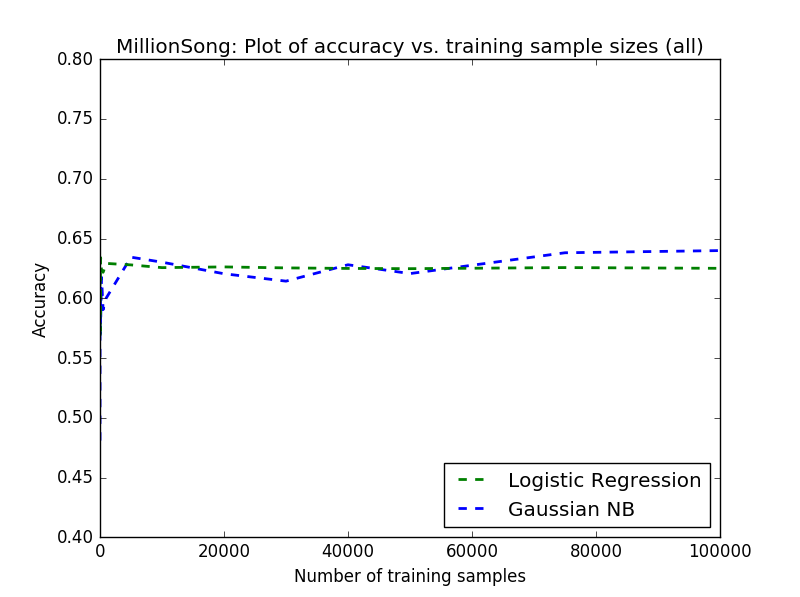 MillionSong: Plot of accuracy vs. training sample sizes (all)
0.80
0.75
0.70
0.65
0.60
0.55
0.50
0.45
0.40
Accuracy
Logistic Regression
Gaussian NB
0 20000 40000 60000 80000 100000
Number of training samples